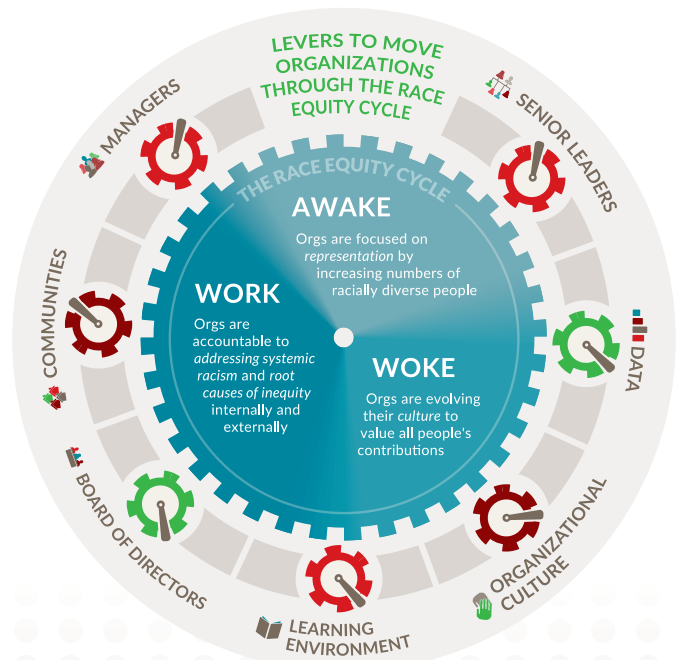 LEVERS TO MOVE
ORGANIZATIONS
THROUGH THE RACE
EQUITY CYCLE
SENIOR LEADERS
DATA
ORGANIZATIONAL
CULTURE
LEARNING
ENVIRONMENT
BOARD OF DIRECTORS
COMMUNITIES
MANAGERS
THE RACE EQUITY CYCLE
AWAKE
Orgs are focused on
representation by
increasing numbers of
racially diverse people
WOKE
Orgs are evolving
their culture to
value all people's
contributions
WORK
Orgs are
accountable to
addressing systemic
racism and root
causes of inequity
internally and
externally